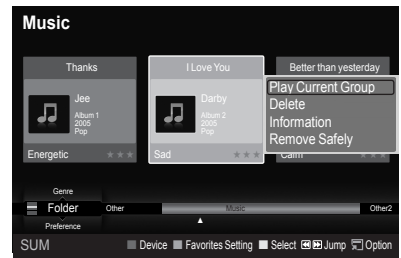 Music
Thanks
I Love You
Better than yesterday
Jee
Album 1
2005
Pop
Darby
Album 2
2005
Pop
Play Current Group
Delete
Information
Remove Safely
Energetic
Sad
Calm
Genre
Folder
Other
Music
Other2
Preference
SUM
Device
Favorites Setting
Select
Jump
Option